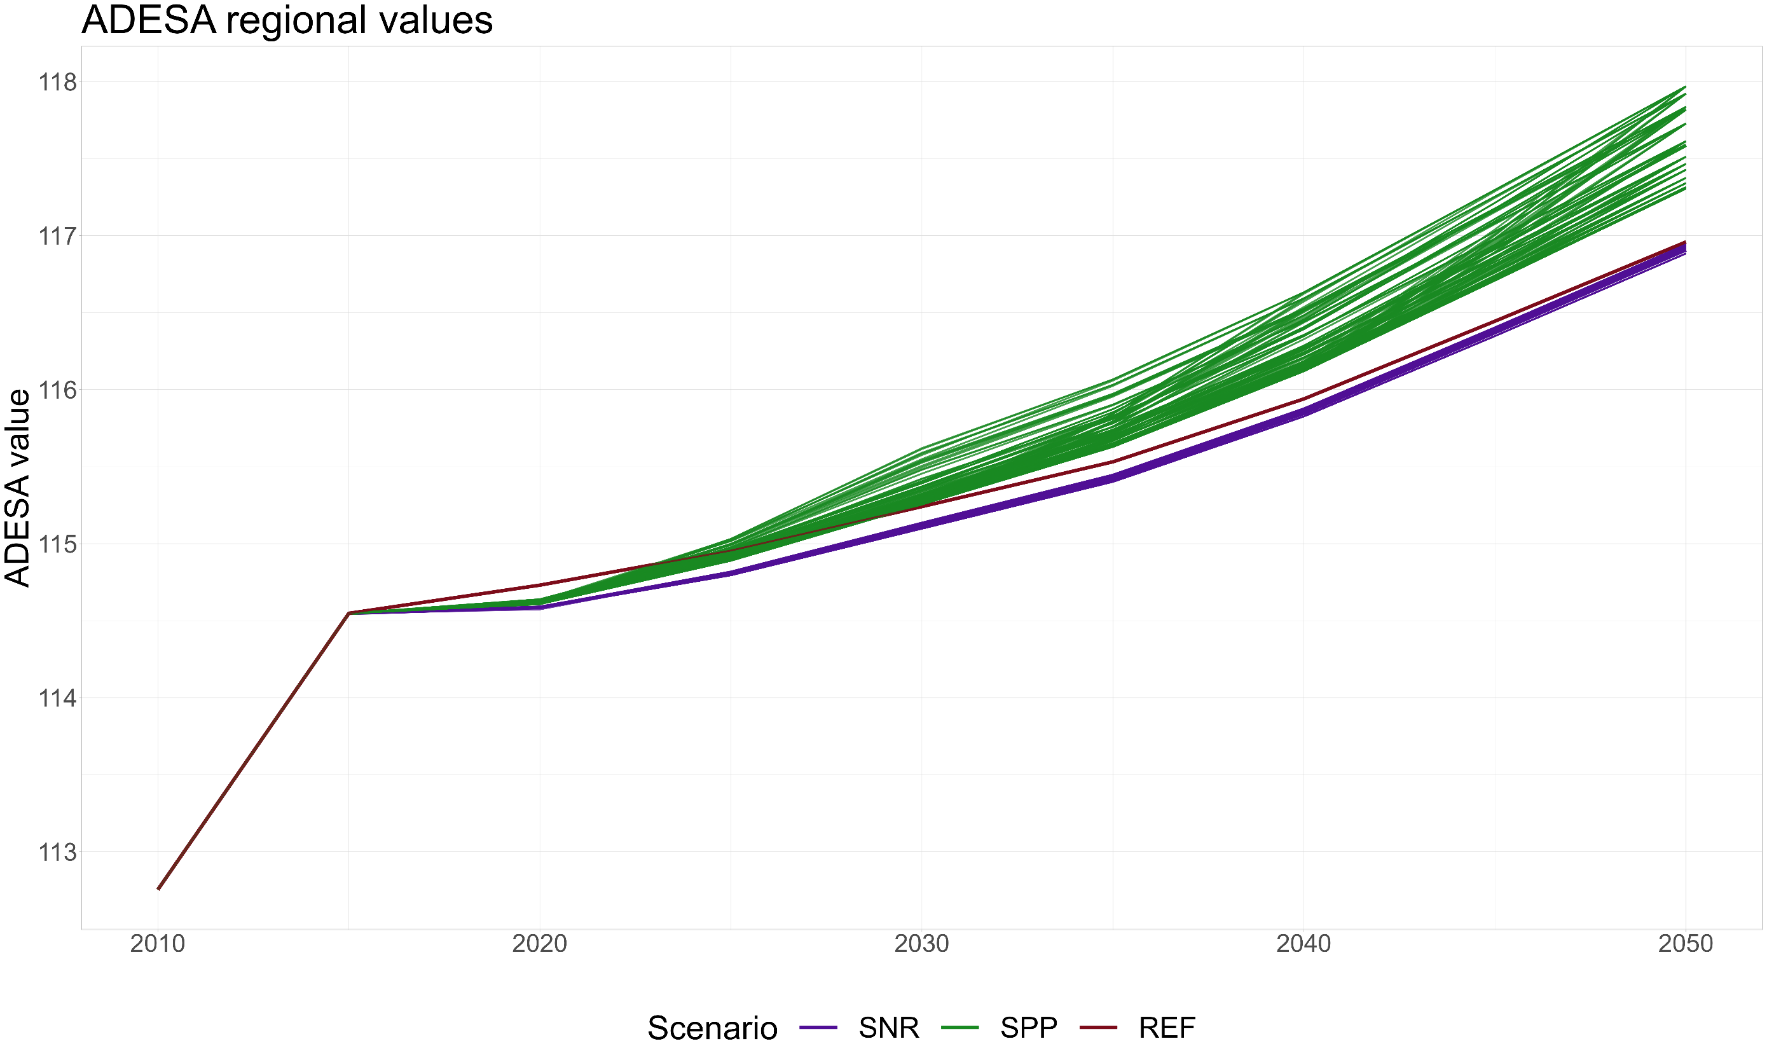 ADESA regional values
118
117
116
115
114
113
ADESA value
2010 2020 2030 2040 2050
Scenario SNR SPP REF